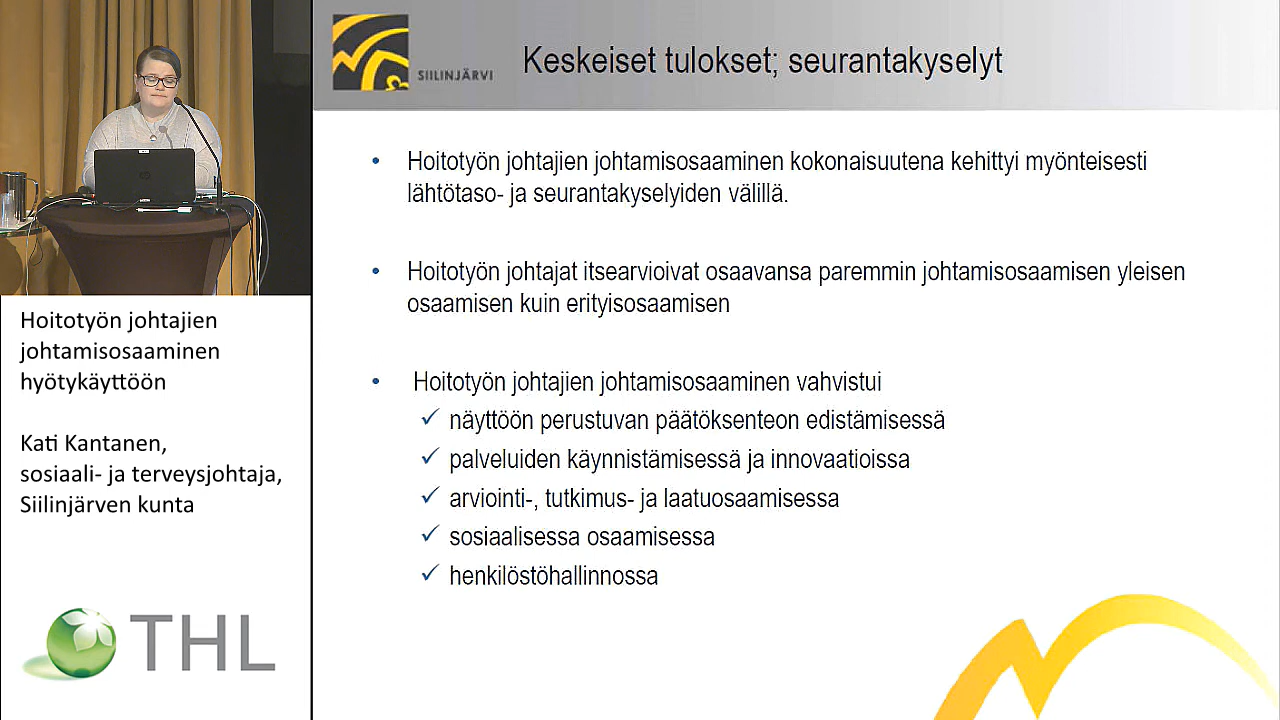 SIILINJÄRVI
Keskeiset tulokset; seurantakyselyt
• Hoitotyön johtajien johtamisosaaminen kokonaisuutena kehittyi myönteisesti
lähtötaso- ja seurantakyselyiden välillä.
• Hoitotyön johtajat itsearvioivat osaavansa paremmin johtamisosaamisen yleisen
osaamisen kuin erityisosaamisen
• Hoitotyön johtajien johtamisosaaminen vahvistui
✓ näyttöön perustuvan päätöksenteon edistämisessä
✓ palveluiden käynnistämisessä ja innovaatioissa
✓ arviointi-, tutkimus- ja laatuosaamisessa
✓ sosiaalisessa osaamisessa
✓ henkilöstöhallinnossa
Hoitotyön johtajien
johtamisosaaminen
hyötykäyttöön
Kati Kantanen,
sosiaali- ja terveysjohtaja,
Siilinjärven kunta
THL